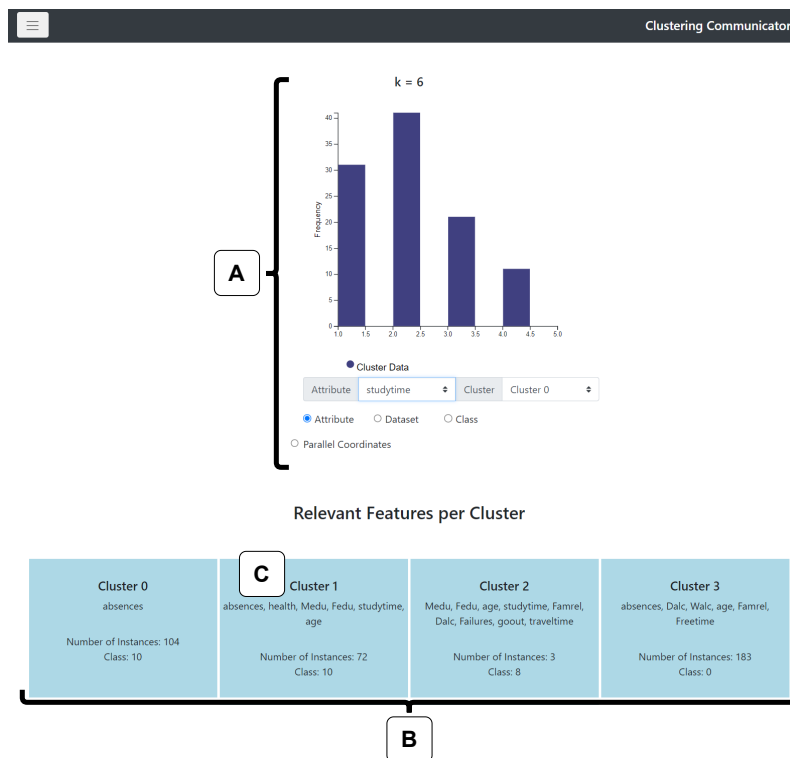 Clustering Communicator
k = 6
40
35
30
25
20
15
10
5
0
Frequency
1.0 1.5 2.0 2.5 3.0 3.5 4.0 4.5 5.0
A
Cluster Data
Attribute studytime Cluster Cluster 0
Attribute Dataset Class
Parallel Coordinates
Relevant Features per Cluster
C
Cluster 0
absences
Number of Instances: 104
Class: 10
Cluster 1
absences, health, Medu, Fedu, studytime,
age
Number of Instances: 72
Class: 10
Cluster 2
Medu, Fedu, age, studytime, Famrel,
Dalc, Failures, goout, traveltime
Number of Instances: 3
Class: 8
Cluster 3
absences, Dalc, Walc, age, Famrel,
Freetime
Number of Instances: 183
Class: 0
B